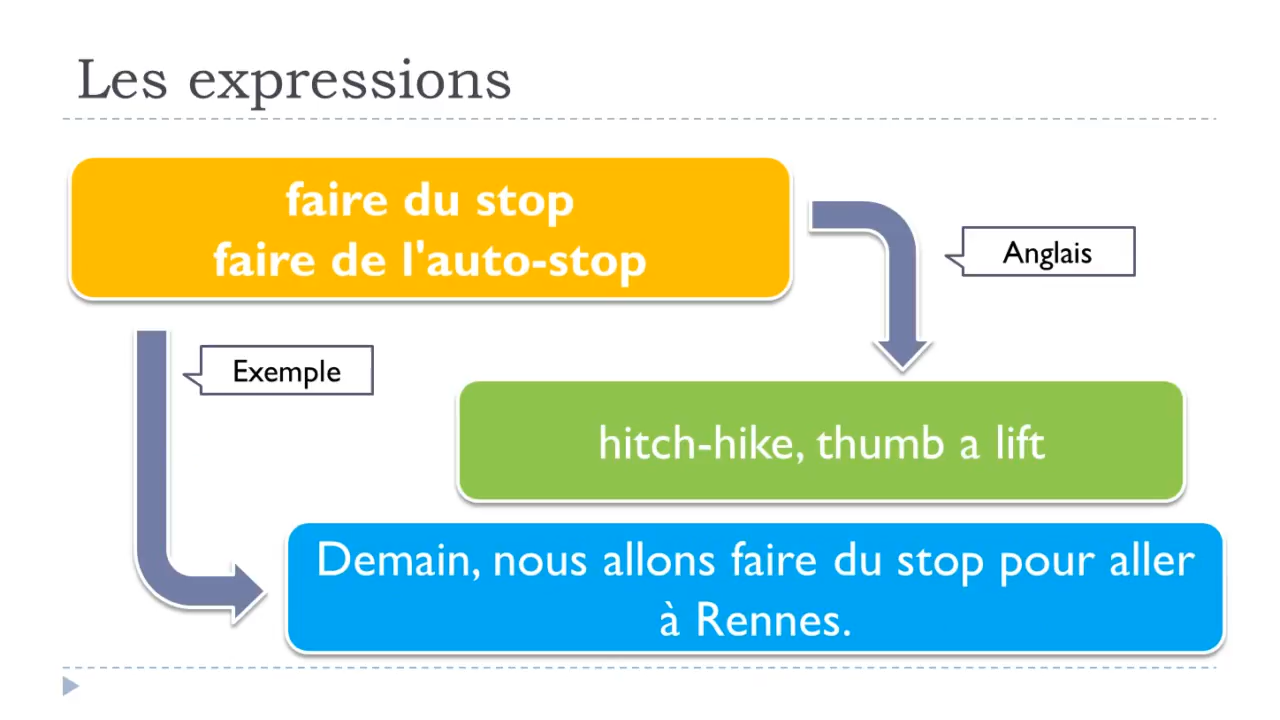 Les expressions
faire du stop
faire de l'auto-stop
Anglais
Exemple
hitch-hike, thumb a lift
Demain, nous allons faire du stop pour aller
à Rennes.